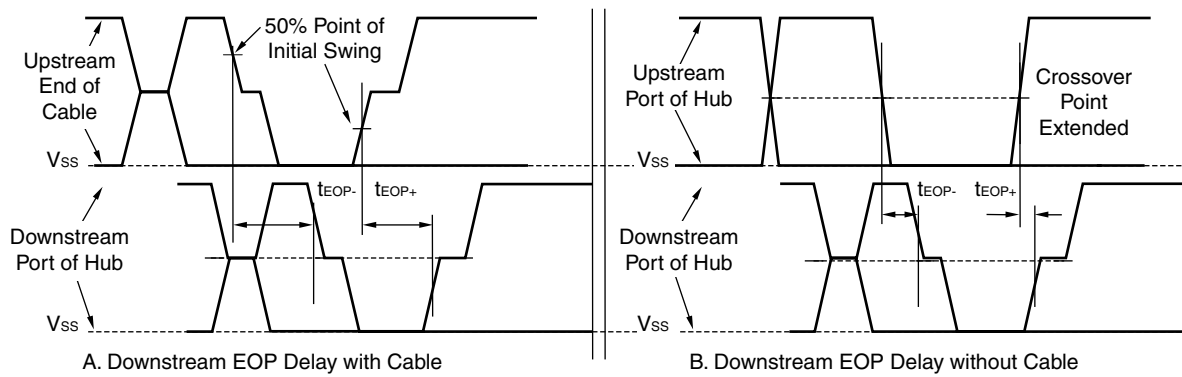 Upstream
End of
Cable
50% Point of
Initial Swing
VSS
tEOP-
tEOP+
Downstream
Port of Hub
VSS
A. Downstream EOP Delay with Cable
Upstream
Port of Hub
Crossover
Point
Extended
VSS
tEOP-
tEOP+
Downstream
Port of Hub
VSS
B. Downstream EOP Delay without Cable